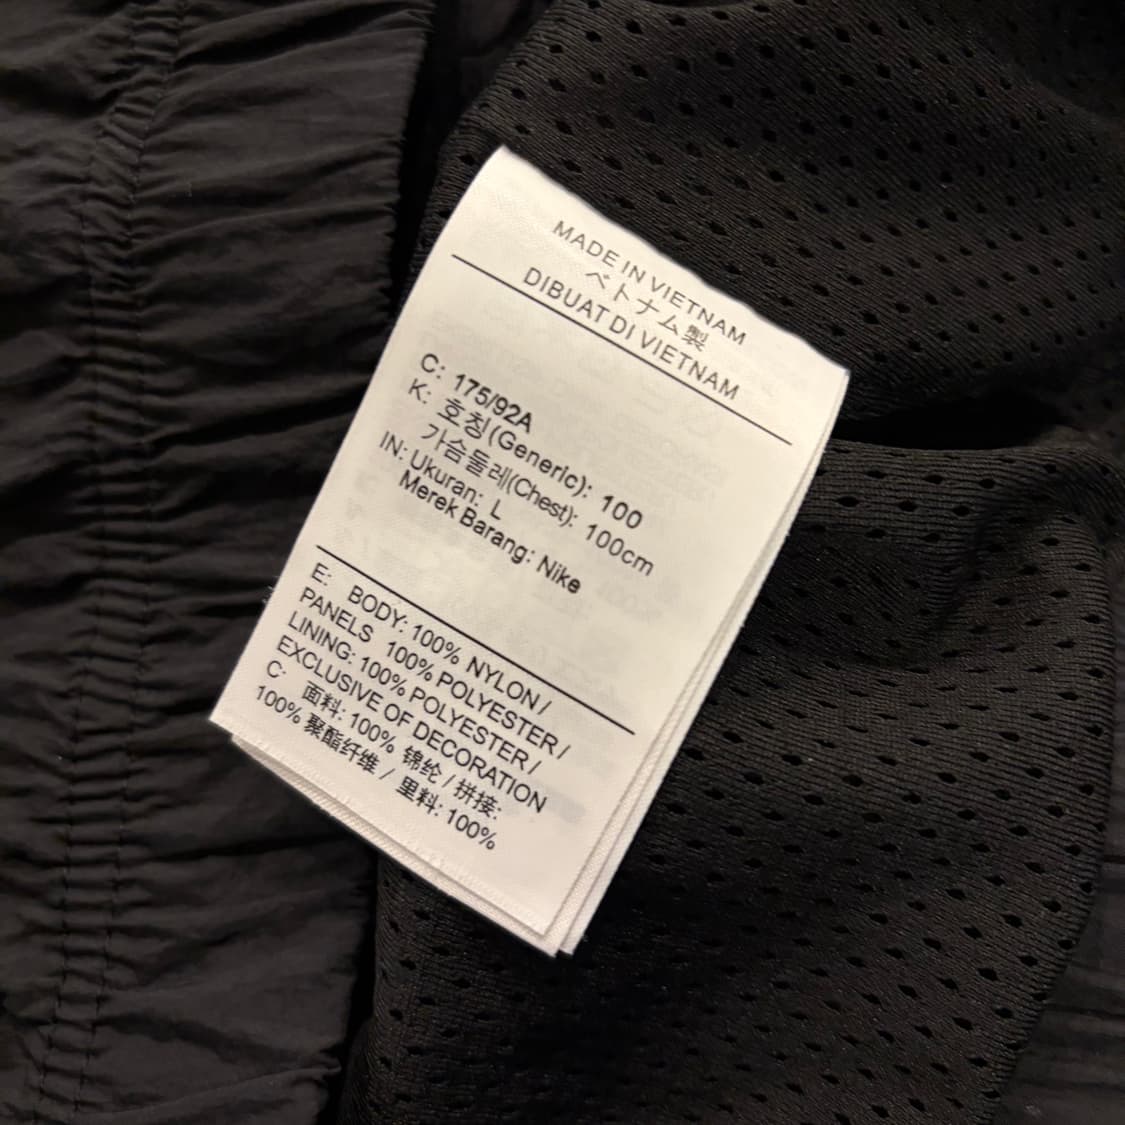 MADE IN VIETNAM
ベトナム製
DIBUAT DI VIETNAM
C: 175/92A
K: 호칭(Generic): 100
가슴둘레(Chest): 100cm
IN: Ukuran: L
Merek Barang: Nike
E: BODY: 100% NYLON /
PANELS 100% POLYESTER /
LINING: 100% POLYESTER /
EXCLUSIVE OF DECORATION
C: 面料: 100% 锦纶 / 拼接:
100% 聚酯纤维 / 里料: 100%